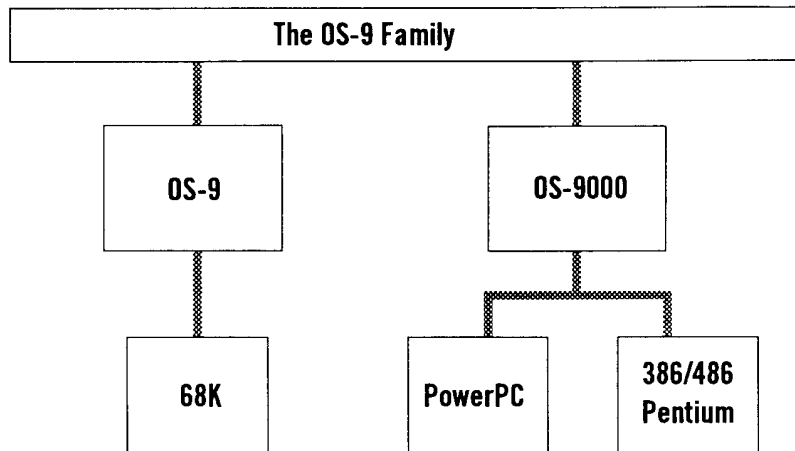 The OS-9 Family
OS-9
OS-9000
68K
PowerPC
386/486
Pentium